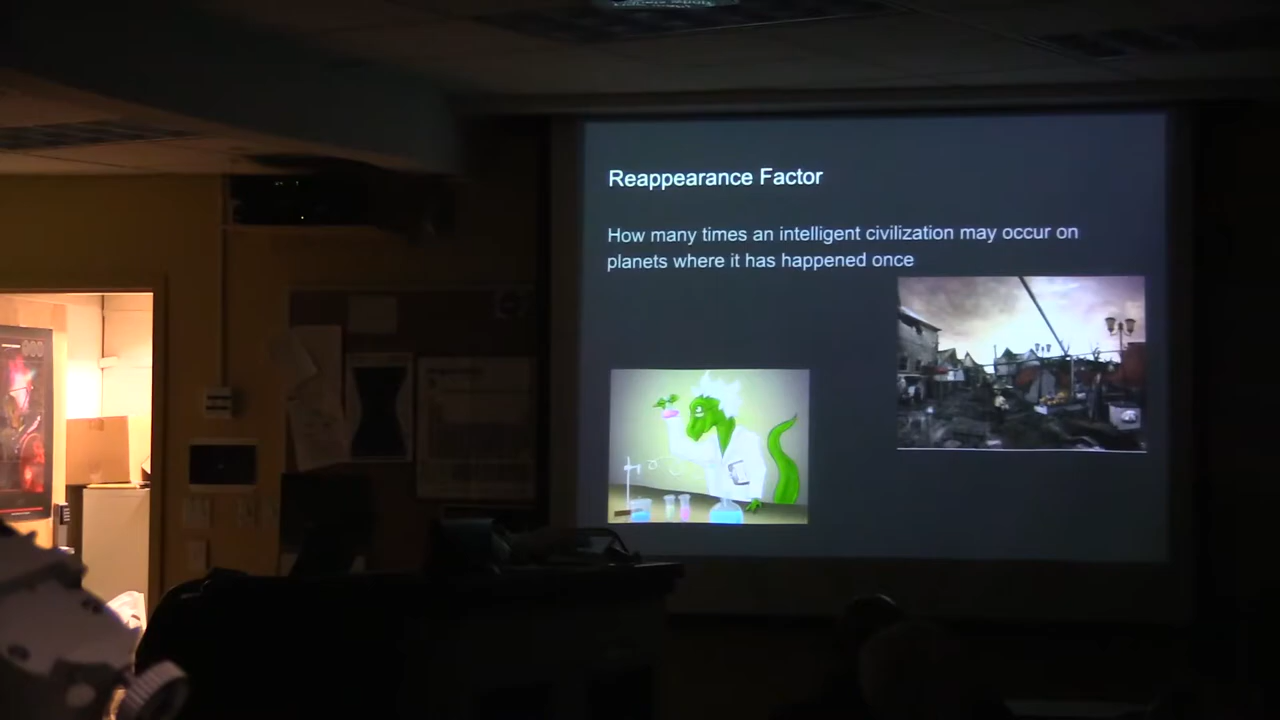 Reappearance Factor
How many times an intelligent civilization may occur on
planets where it has happened once